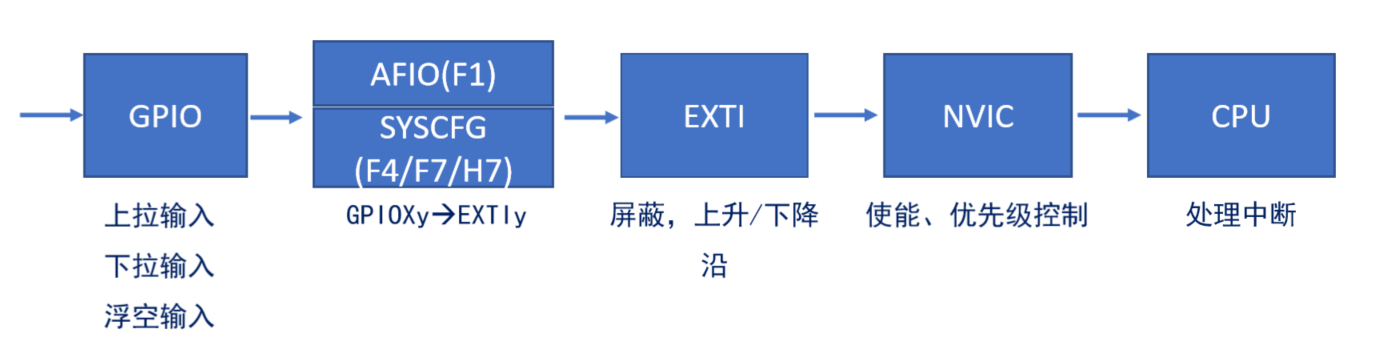 GPIO
AFIO(F1)
SYSCFG
(F4/F7/H7)
EXTI
NVIC
CPU
上拉输入
下拉输入
浮空输入
GPIOXy→EXTIy
屏蔽，上升/下降
沿
使能、优先级控制
处理中断